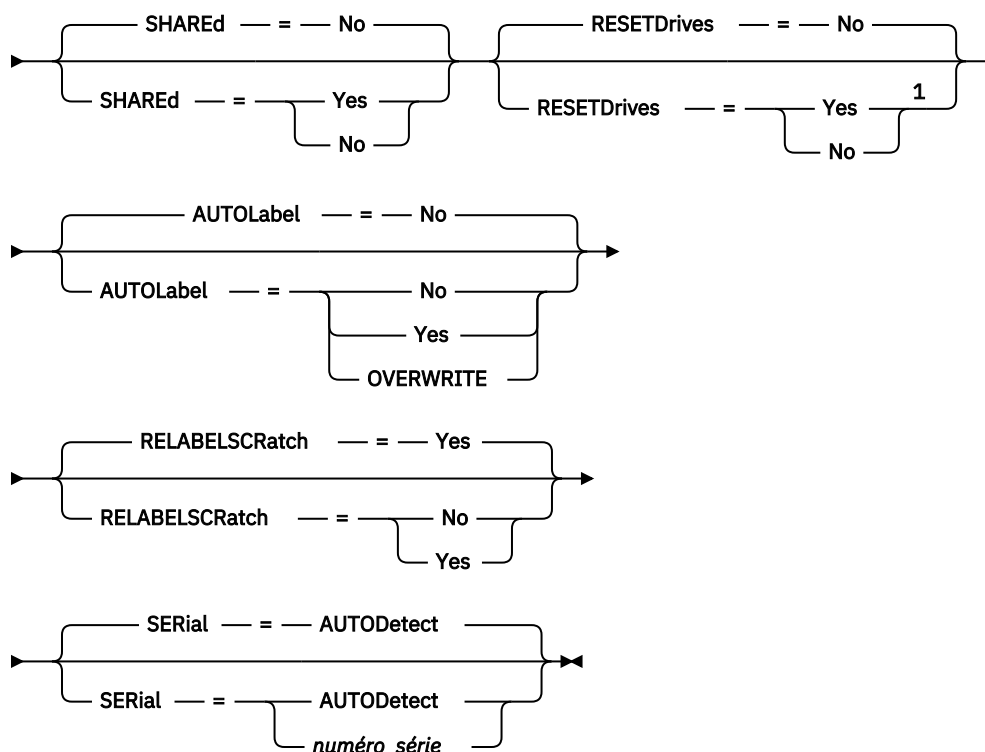 SHAREd = No RESETDrives = No
SHAREd = Yes RESETDrives = Yes 1
No No
AUTOLabel = No
AUTOLabel = No
Yes
OVERWRITE
RELABELSCRatch = Yes
RELABELSCRatch = No
Yes
SERial = AUTODetect
SERial = AUTODetect
numéro_série